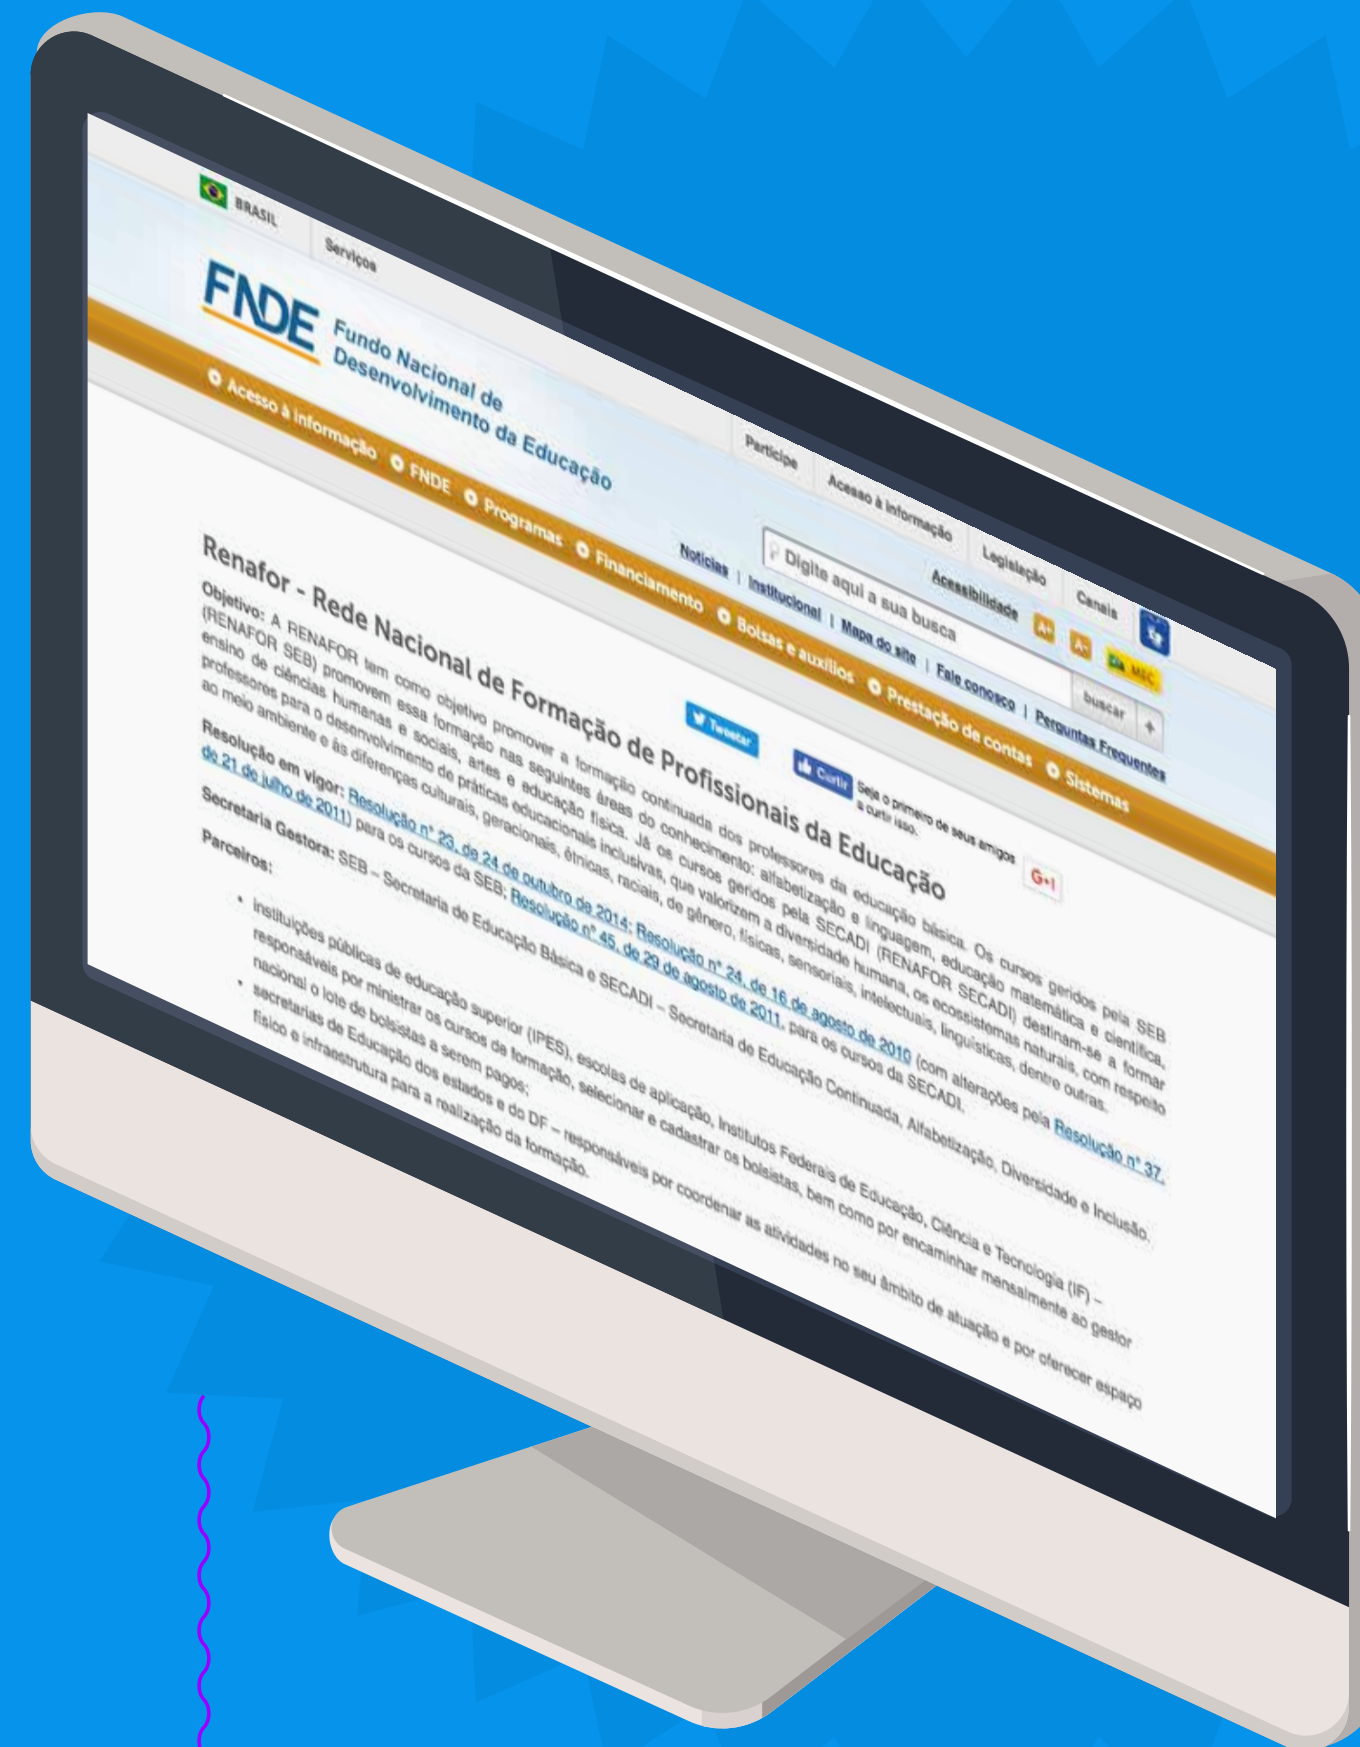 BRASIL
Serviços
Participe
Acesso à informação
Legislação
Canais
FNDE
Fundo Nacional de
Desenvolvimento da Educação
Acessibilidade
A+
A-
MEC
Digite aqui a sua busca
buscar
+
Notícias | Institucional | Mapa do site | Fale conosco | Perguntas Frequentes
Acesso à informação
FNDE
Programas
Financiamento
Bolsas e auxílios
Prestação de contas
Sistemas
Tweetar
Curtir
Seja o primeiro de seus amigos
a curtir isso.
G+1
Renafor - Rede Nacional de Formação de Profissionais da Educação
Objetivo: A RENAFOR tem como objetivo promover a formação continuada dos professores da educação básica. Os cursos geridos pela SEB
(RENAFOR SEB) promovem essa formação nas seguintes áreas do conhecimento: alfabetização e linguagem, educação matemática e científica,
ensino de ciências humanas e sociais, artes e educação física. Já os cursos geridos pela SECADI (RENAFOR SECADI) destinam-se a formar
professores para o desenvolvimento de práticas educacionais inclusivas, que valorizem a diversidade humana, os ecossistemas naturais, com respeito
ao meio ambiente e às diferenças culturais, geracionais, étnicas, raciais, de gênero, físicas, sensoriais, intelectuais, linguísticas, dentre outras.
Resolução em vigor: Resolução n° 23, de 24 de outubro de 2014; Resolução n° 24, de 16 de agosto de 2010 (com alterações pela Resolução n° 37,
de 21 de julho de 2011) para os cursos da SEB; Resolução n° 45, de 29 de agosto de 2011, para os cursos da SECADI.
Secretaria Gestora: SEB – Secretaria de Educação Básica e SECADI – Secretaria de Educação Continuada, Alfabetização, Diversidade e Inclusão.
Parceiros:
• instituições públicas de educação superior (IPES), escolas de aplicação, Institutos Federais de Educação, Ciência e Tecnologia (IF) –
responsáveis por ministrar os cursos de formação, selecionar e cadastrar os bolsistas, bem como por encaminhar mensalmente ao gestor
nacional o lote de bolsistas a serem pagos;
• secretarias de Educação dos estados e do DF – responsáveis por coordenar as atividades no seu âmbito de atuação e por oferecer espaço
físico e infraestrutura para a realização da formação.